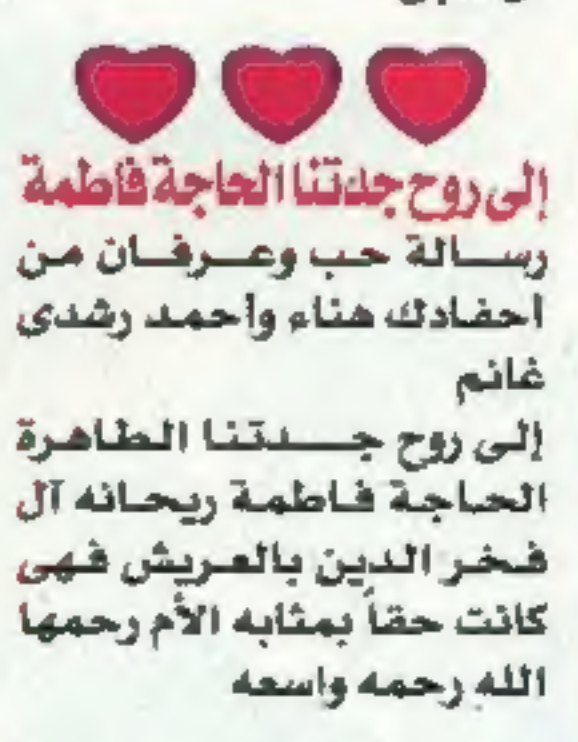 إلى روح جدتنا الحاجة فاطمة
رسالة حب وعرفان من
احفادك هناء وأحمد رشدى
غانم
إلى روح جدتنا الطاهرة
الحاجة فاطمة ريحانه آل
فخر الدين بالعريش فهى
كانت حقاً بمثابه الأم رحمها
الله رحمه واسعه